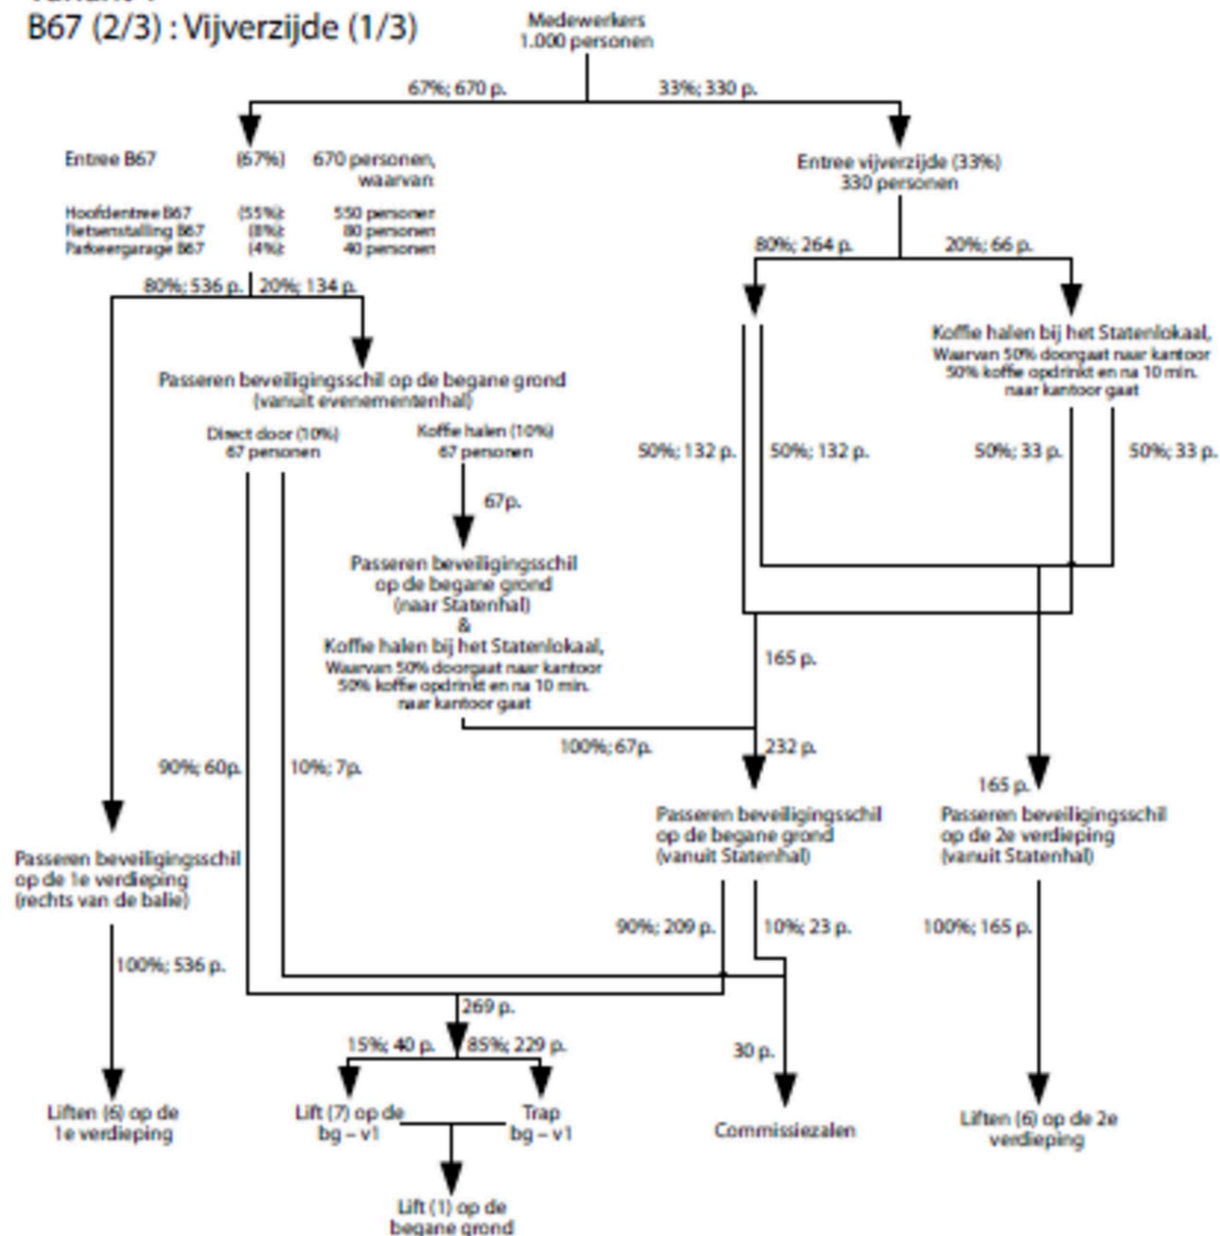 B67 (2/3) : Vijverzijde (1/3)
Medewerkers
1.000 personen
67%; 670 p.
33%; 330 p.
Entree B67 (67%) 670 personen,
waarvan
Hoofdentree B67 (55%): 550 personen
Fietsenstalling B67 (8%): 80 personen
Parkeergarage B67 (4%): 40 personen
Entree vijverzijde (33%)
330 personen
80%; 536 p.
20%; 134 p.
80%; 264 p.
20%; 66 p.
Koffie halen bij het Statenlokaal,
Waarvan 50% doorgaat naar kantoor
50% koffie opdrinkt en na 10 min.
naar kantoor gaat
Passeren beveiligingsschil op de begane grond
(vanuit evenementenhal)
Direct door (10%)
67 personen
Koffie halen (10%)
67 personen
50%; 132 p.
50%; 132 p.
50%; 33 p.
50%; 33 p.
67p.
Passeren beveiligingsschil
op de begane grond
(naar Statenhal)
&
Koffie halen bij het Statenlokaal,
Waarvan 50% doorgaat naar kantoor
50% koffie opdrinkt en na 10 min.
naar kantoor gaat
165 p.
100%; 67p.
232 p.
90%; 60p.
10%; 7p.
165 p.
Passeren beveiligingsschil
op de begane grond
(vanuit Statenhal)
Passeren beveiligingsschil
op de 2e verdieping
(vanuit Statenhal)
Passeren beveiligingsschil
op de 1e verdieping
(rechts van de balie)
90%; 209 p.
10%; 23 p.
100%; 165 p.
100%; 536 p.
269 p.
15%; 40 p.
85%; 229 p.
30 p.
Liften (6) op de
1e verdieping
Lift (7) op de
bg – v1
Trap
bg – v1
Commissiezalen
Liften (6) op de 2e
verdieping
Lift (1) op de
begane grond